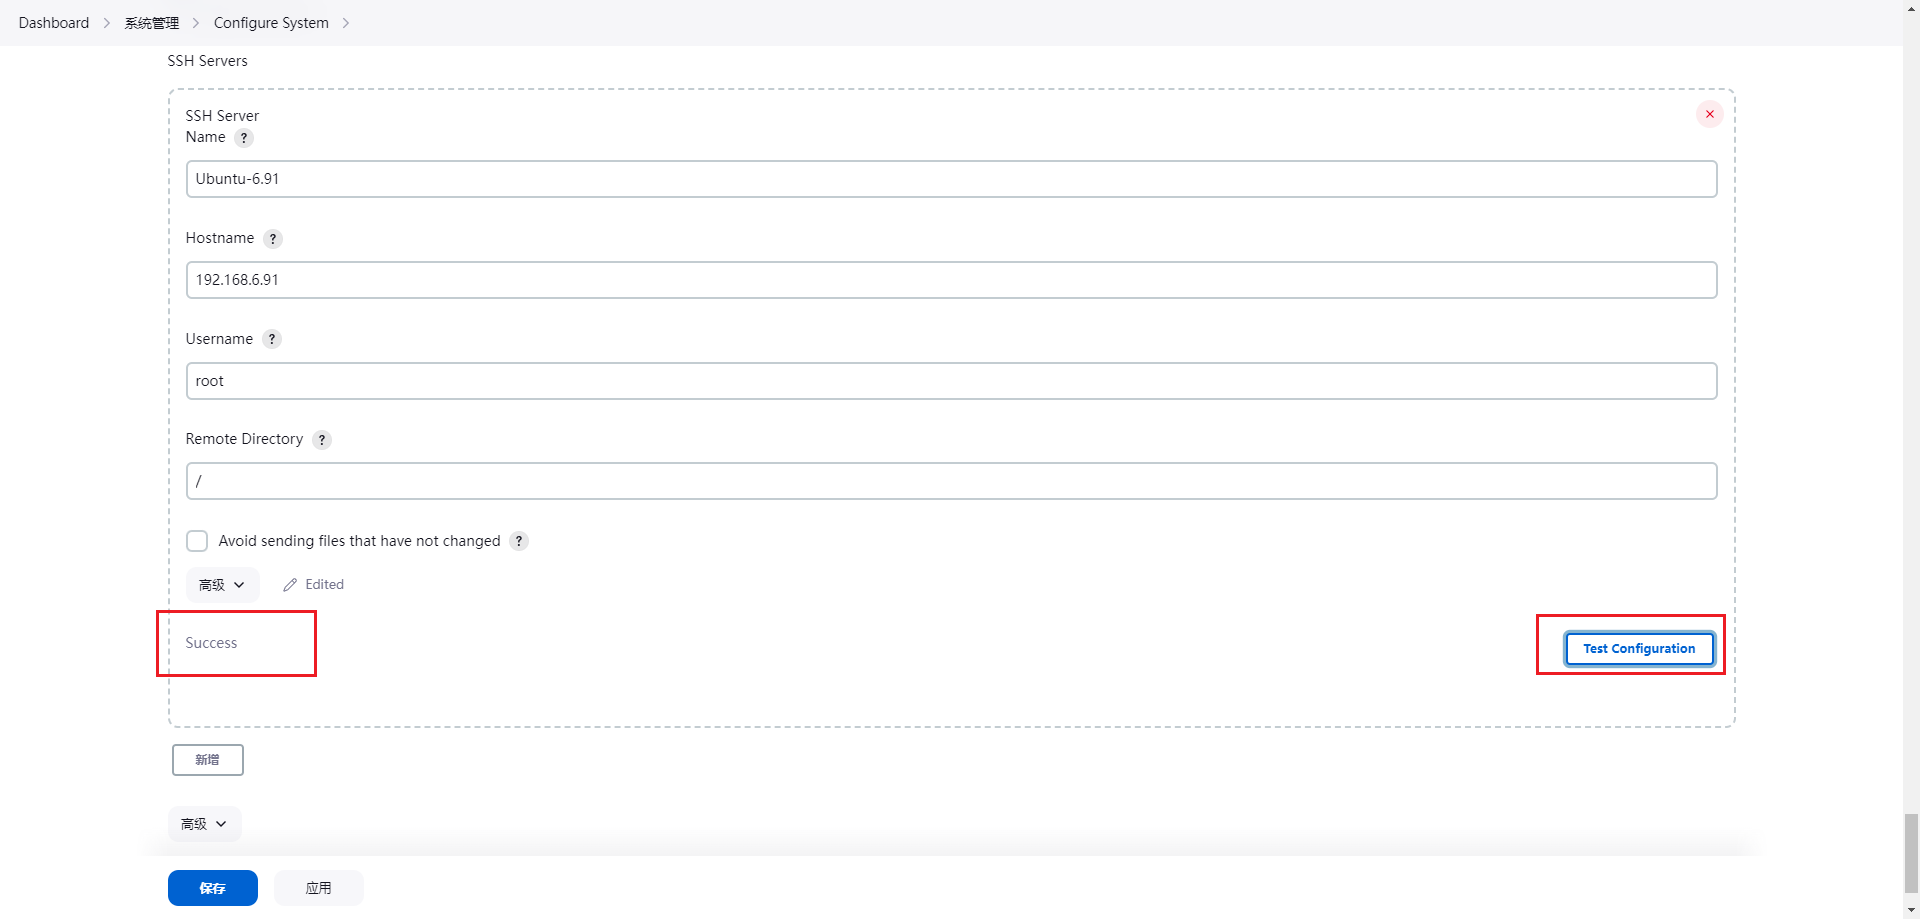 Dashboard > 系统管理 > Configure System >
SSH Servers
SSH Server
Name ?
Ubuntu-6.91
Hostname ?
192.168.6.91
Username ?
root
Remote Directory ?
/
Avoid sending files that have not changed ?
高级 Edited
Success
Test Configuration
新增
高级
保存 应用